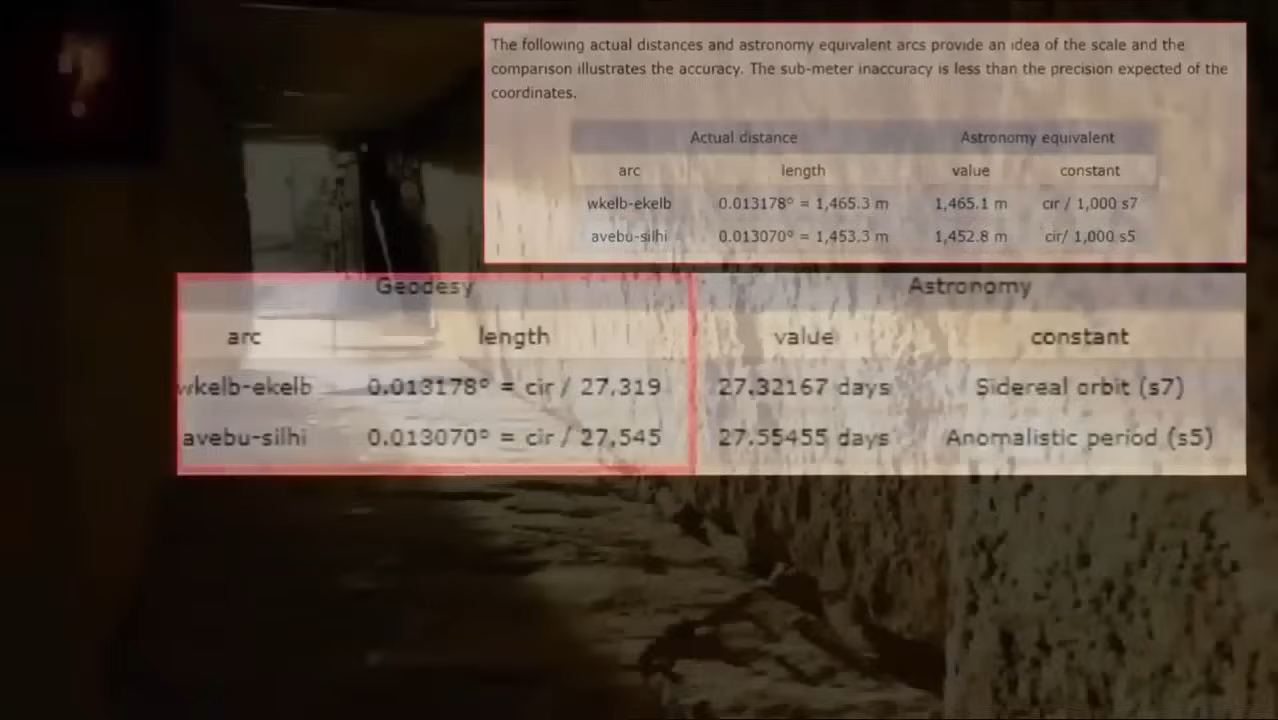 The following actual distances and astronomy equivalent arcs provide an idea of the scale and the
comparison illustrates the accuracy. The sub-meter inaccuracy is less than the precision expected of the
coordinates.
Actual distance Astronomy equivalent
arc length value constant
wkelb-ekelb 0.013178° = 1,465.3 m 1,465.1 m cir / 1,000 s7
avebu-silhi 0.013070° = 1,453.3 m 1,452.8 m cir/ 1,000 s5
Geodesy Astronomy
arc length value constant
wkelb-ekelb 0.013178° = cir / 27,319 27.32167 days Sidereal orbit (s7)
avebu-silhi 0.013070° = cir / 27,545 27.55455 days Anomalistic period (s5)